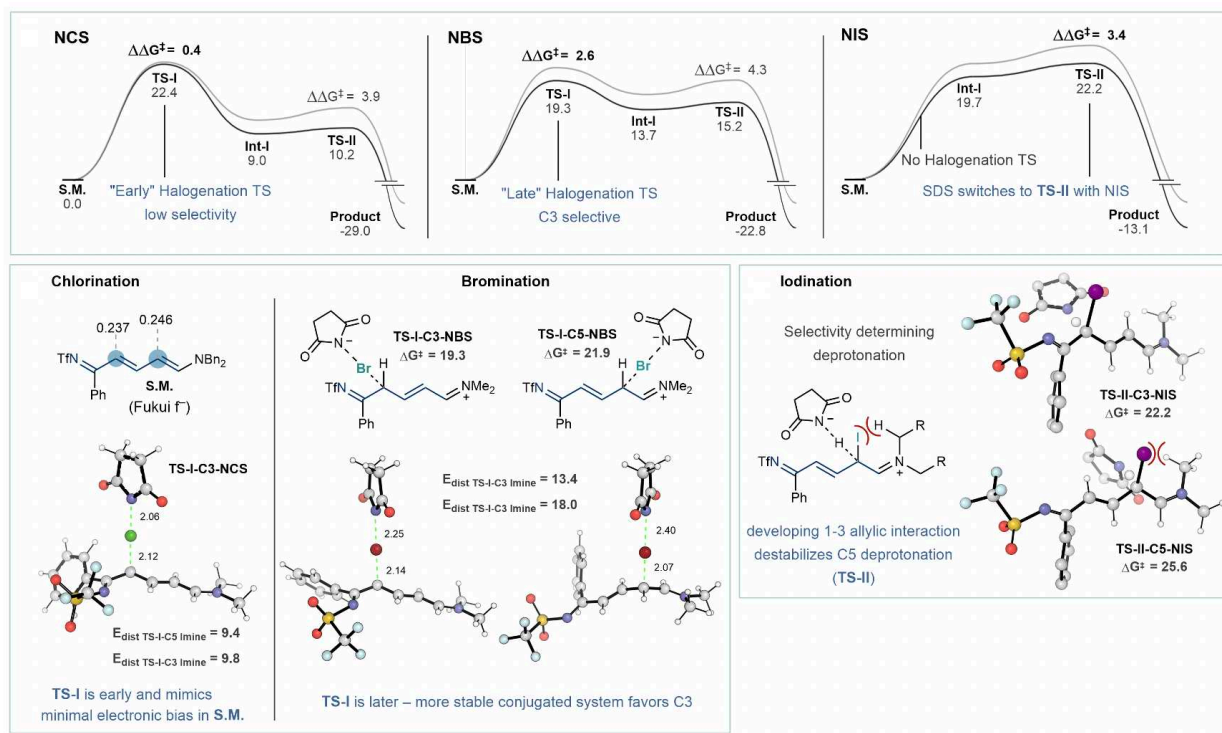 NCS
ΔΔG‡= 0.4
TS-I
22.4
ΔΔG‡= 3.9
Int-I
9.0
TS-II
10.2
S.M.
0.0
"Early" Halogenation TS
low selectivity
Product
-29.0
NBS
ΔΔG‡= 2.6
TS-I
19.3
ΔΔG‡= 4.3
Int-I
13.7
TS-II
15.2
S.M.
"Late" Halogenation TS
C3 selective
Product
-22.8
NIS
ΔΔG‡= 3.4
Int-I
19.7
TS-II
22.2
No Halogenation TS
S.M.
SDS switches to TS-II with NIS
Product
-13.1
Chlorination
0.237
0.246
TfN
NBn2
Ph
S.M.
(Fukui f⁻)
TS-I-C3-NCS
2.06
2.12
Edist TS-I-C5 Imine = 9.4
Edist TS-I-C3 Imine = 9.8
TS-I is early and mimics
minimal electronic bias in S.M.
Bromination
O
N
O
Br
H
TS-I-C3-NBS
ΔG‡ = 19.3
TfN
Ph
NMe2
+
TS-I-C5-NBS
ΔG‡ = 21.9
O
N
O
H
Br
TfN
Ph
NMe2
+
Edist TS-I-C3 Imine = 13.4
Edist TS-I-C3 Imine = 18.0
2.25
2.14
2.40
2.07
TS-I is later – more stable conjugated system favors C3
Iodination
Selectivity determining
deprotonation
O
N
O
H
I
H
R
TfN
N
R
+
Ph
developing 1-3 allylic interaction
destabilizes C5 deprotonation
(TS-II)
TS-II-C3-NIS
ΔG‡ = 22.2
TS-II-C5-NIS
ΔG‡ = 25.6